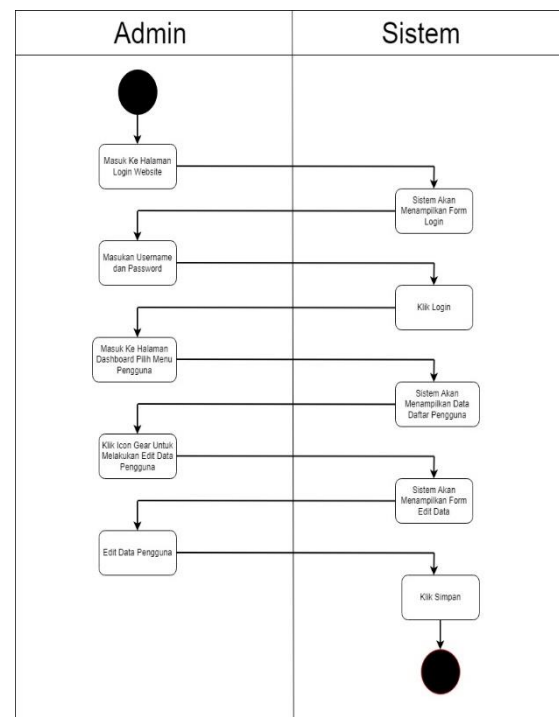 Admin
Sistem
Masuk Ke Halaman
Login Website
Sistem Akan
Menampilkan Form
Login
Masukan Username
dan Password
Klik Login
Masuk Ke Halaman
Dashboard Pilih Menu
Pengguna
Sistem Akan
Menampilkan Data
Daftar Pengguna
Klik Icon Gear Untuk
Melakukan Edit Data
Pengguna
Sistem Akan
Menampilkan Form
Edit Data
Edit Data Pengguna
Klik Simpan